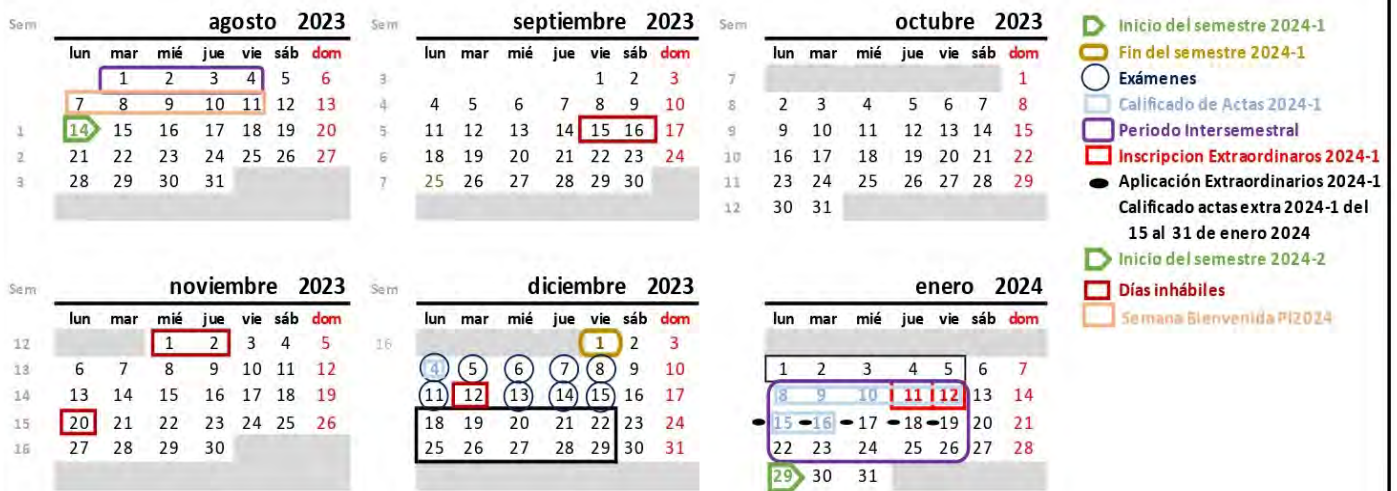 Sem agosto 2023
lun mar mié jue vie sáb dom
1 2 3 4 5 6
7 8 9 10 11 12 13
1 14 15 16 17 18 19 20
2 21 22 23 24 25 26 27
3 28 29 30 31
Sem septiembre 2023
lun mar mié jue vie sáb dom
3 1 2 3
4 4 5 6 7 8 9 10
5 11 12 13 14 15 16 17
6 18 19 20 21 22 23 24
7 25 26 27 28 29 30
Sem octubre 2023
lun mar mié jue vie sáb dom
7 1
8 2 3 4 5 6 7 8
9 9 10 11 12 13 14 15
10 16 17 18 19 20 21 22
11 23 24 25 26 27 28 29
12 30 31
Inicio del semestre 2024-1
Fin del semestre 2024-1
Exámenes
Calificado de Actas 2024-1
Periodo Intersemestral
Inscripcion Extraordinaros 2024-1
Aplicación Extraordinarios 2024-1
Calificado actas extra 2024-1 del
15 al 31 de enero 2024
Inicio del semestre 2024-2
Días inhábiles
Semana Bienvenida PI2024
Sem noviembre 2023
lun mar mié jue vie sáb dom
12 1 2 3 4 5
13 6 7 8 9 10 11 12
14 13 14 15 16 17 18 19
15 20 21 22 23 24 25 26
16 27 28 29 30
Sem diciembre 2023
lun mar mié jue vie sáb dom
16 1 2 3
4 5 6 7 8 9 10
11 12 13 14 15 16 17
18 19 20 21 22 23 24
25 26 27 28 29 30 31
enero 2024
lun mar mié jue vie sáb dom
1 2 3 4 5 6 7
8 9 10 11 12 13 14
15 16 17 18 19 20 21
22 23 24 25 26 27 28
29 30 31